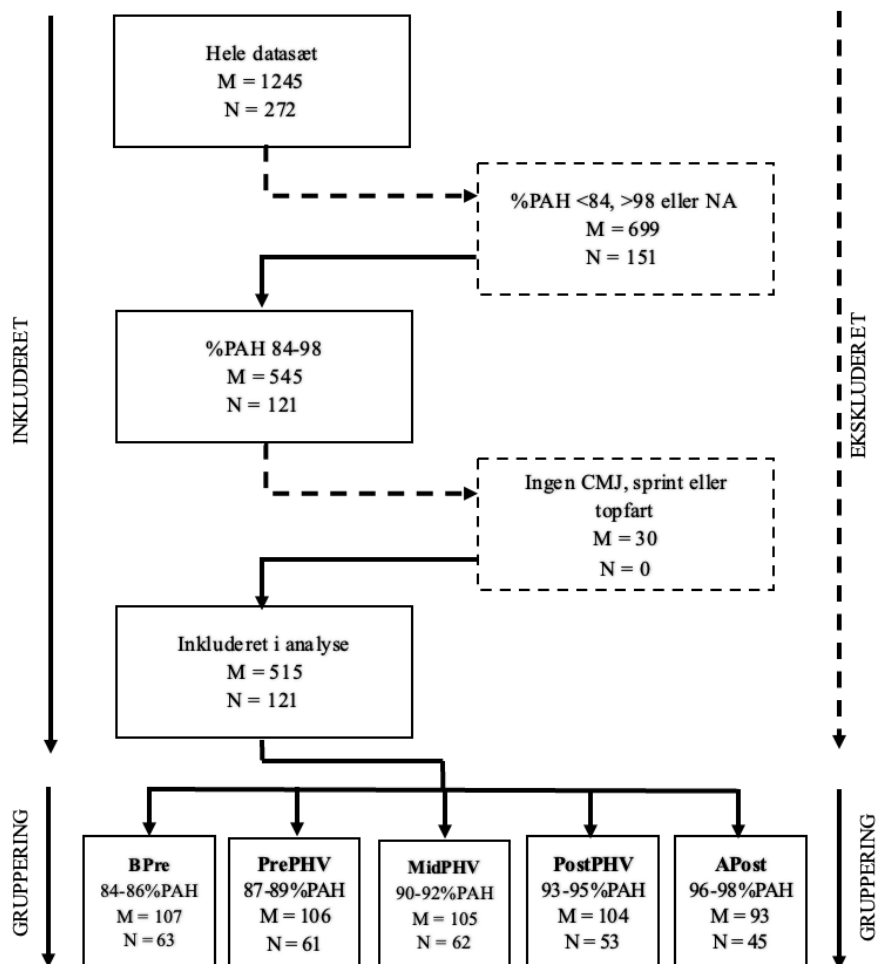 Hele datasæt
M = 1245
N = 272
%PAH <84, >98 eller NA
M = 699
N = 151
%PAH 84-98
M = 545
N = 121
Ingen CMJ, sprint eller
topfart
M = 30
N = 0
Inkluderet i analyse
M = 515
N = 121
INKLUDERET
EKSKLUDERET
GRUPPERING
BPre
84-86%PAH
M = 107
N = 63
PrePHV
87-89%PAH
M = 106
N = 61
MidPHV
90-92%PAH
M = 105
N = 62
PostPHV
93-95%PAH
M = 104
N = 53
APost
96-98%PAH
M = 93
N = 45
GRUPPERING